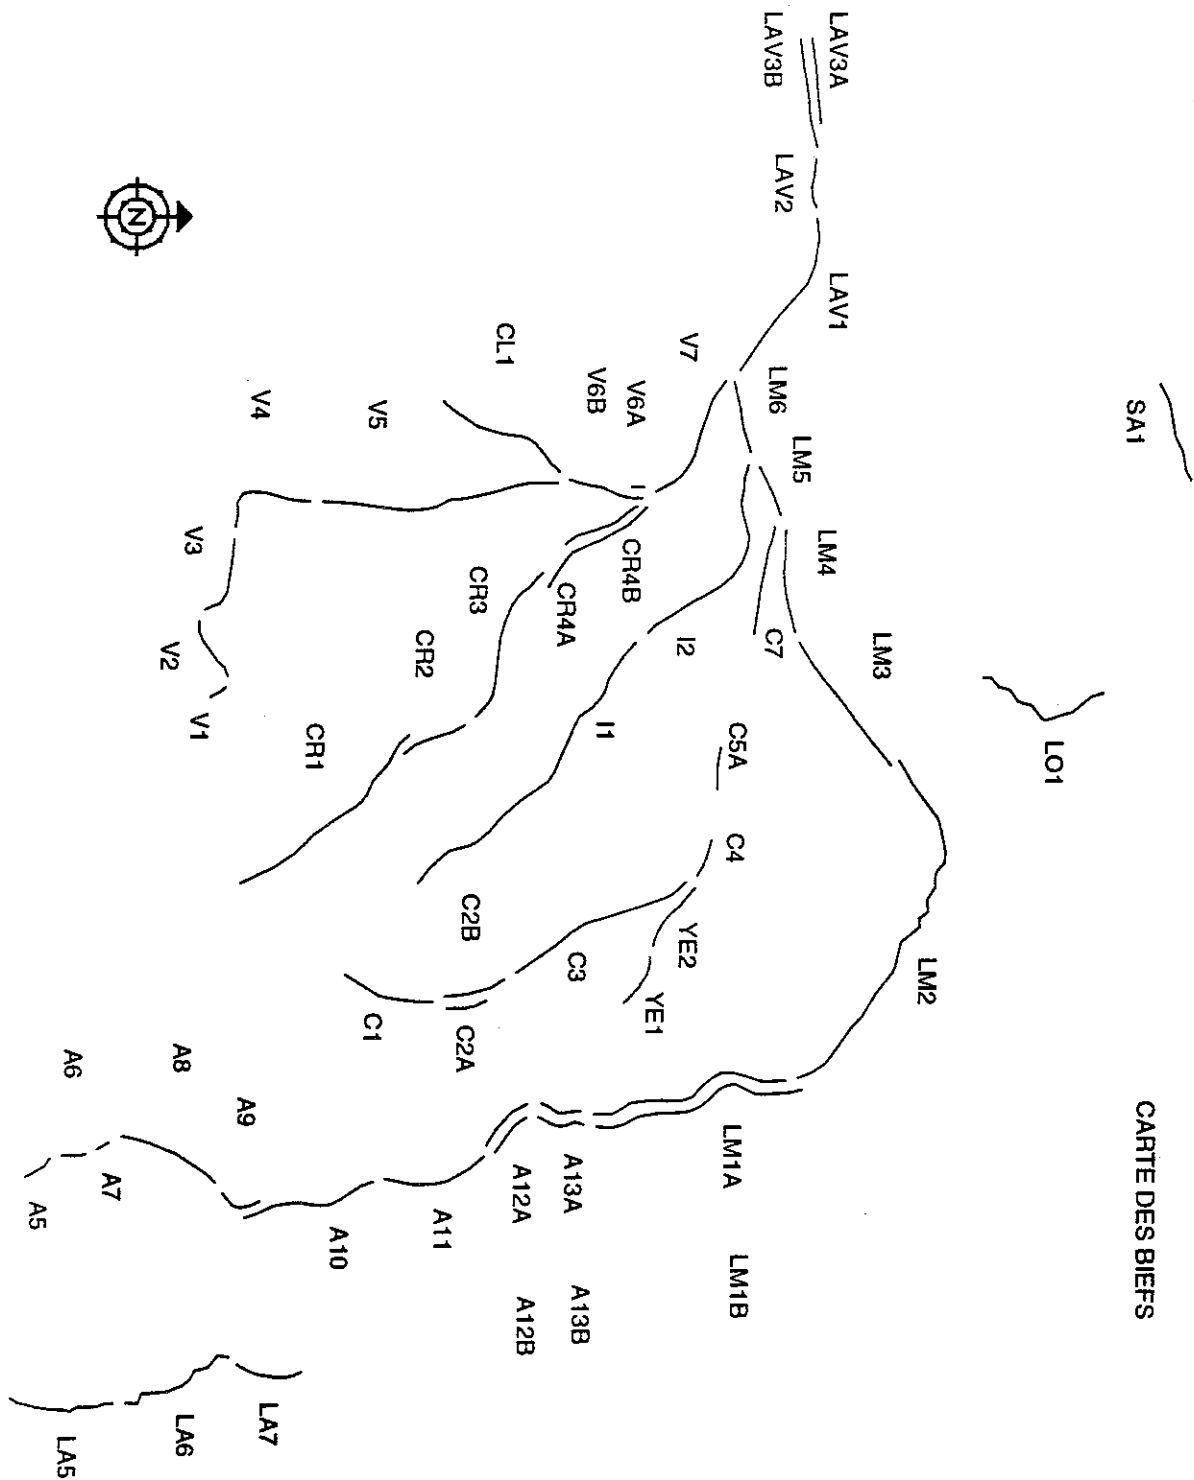 CARTE DES BIEFS
SA1
LO1
LAV3A
LAV3B
LAV2
LAV1
LM6
LM5
LM4
LM3
LM2
LM1A
LM1B
V7
V6A
V6B
CL1
V5
V4
V3
V2
V1
CR4B
CR4A
CR3
CR2
CR1
I2
I1
C7
C5A
C4
YE2
YE1
C3
C2B
C2A
C1
A13A
A13B
A12A
A12B
A11
A10
A9
A8
A7
A6
A5
LA7
LA6
LA5
N